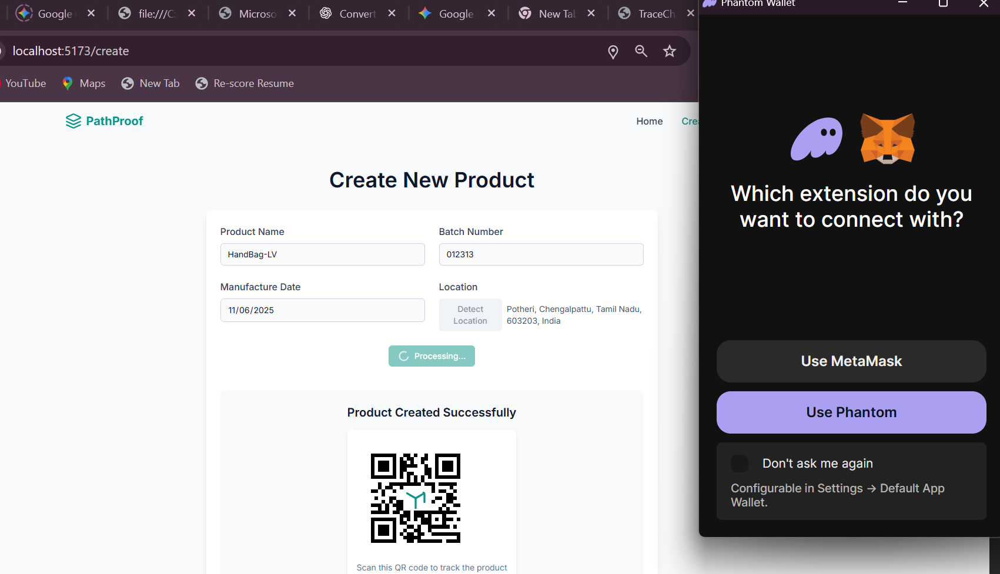 Google
file:///C:
Microso
Convert
Google
New Tab
TraceCh
Phantom Wallet
localhost:5173/create
YouTube
Maps
New Tab
Re-score Resume
PathProof
Home
Crea
Create New Product
Product Name
Batch Number
HandBag-LV
012313
Manufacture Date
Location
11/06/2025
Detect
Location
Potheri, Chengalpattu, Tamil Nadu,
603203, India
Processing...
Product Created Successfully
Scan this QR code to track the product
Which extension do you
want to connect with?
Use MetaMask
Use Phantom
Don't ask me again
Configurable in Settings → Default App
Wallet.